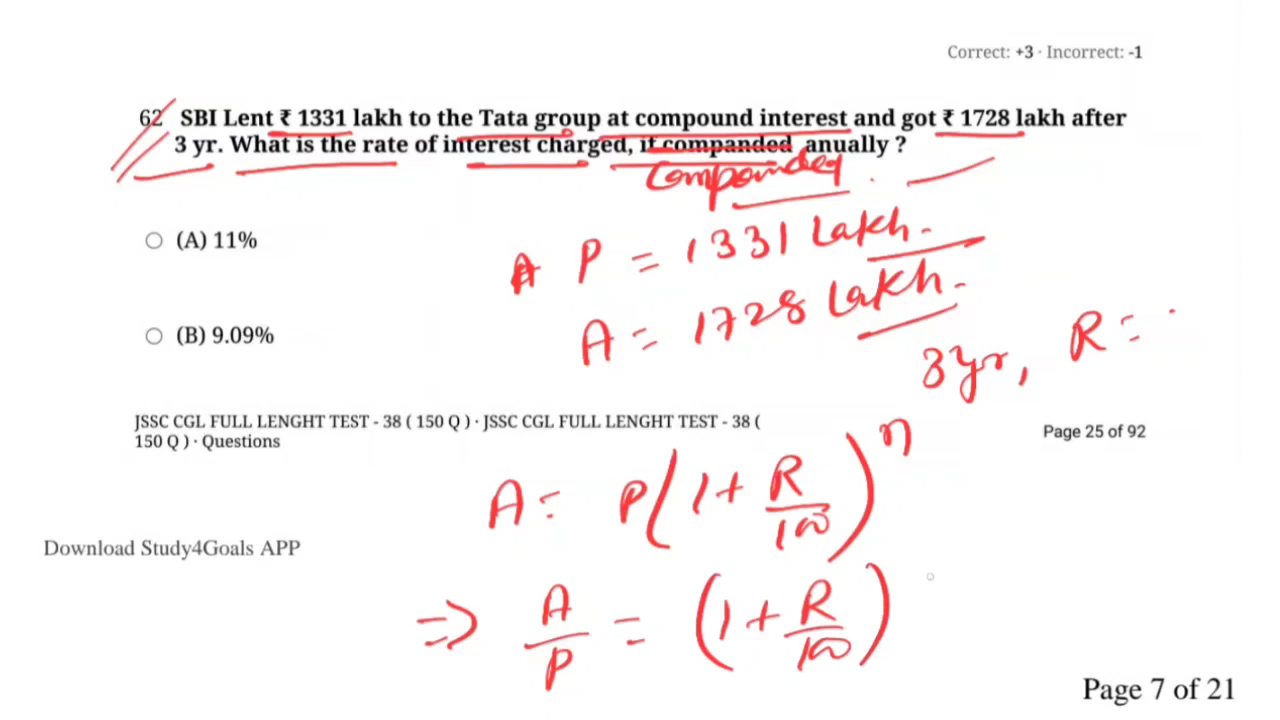 Correct: +3 · Incorrect: -1
62 SBI Lent ₹ 1331 lakh to the Tata group at compound interest and got ₹ 1728 lakh after
3 yr. What is the rate of interest charged, if companded anually ?
Compounded
(A) 11%
P = 1331 Lakh.
A = 1728 Lakh.
(B) 9.09%
3yr, R =
JSSC CGL FULL LENGHT TEST - 38 ( 150 Q ) · JSSC CGL FULL LENGHT TEST - 38 (
150 Q ) · Questions
Page 25 of 92
A = P(1 + R/100)^n
Download Study4Goals APP
=> A/P = (1 + R/100)
Page 7 of 21